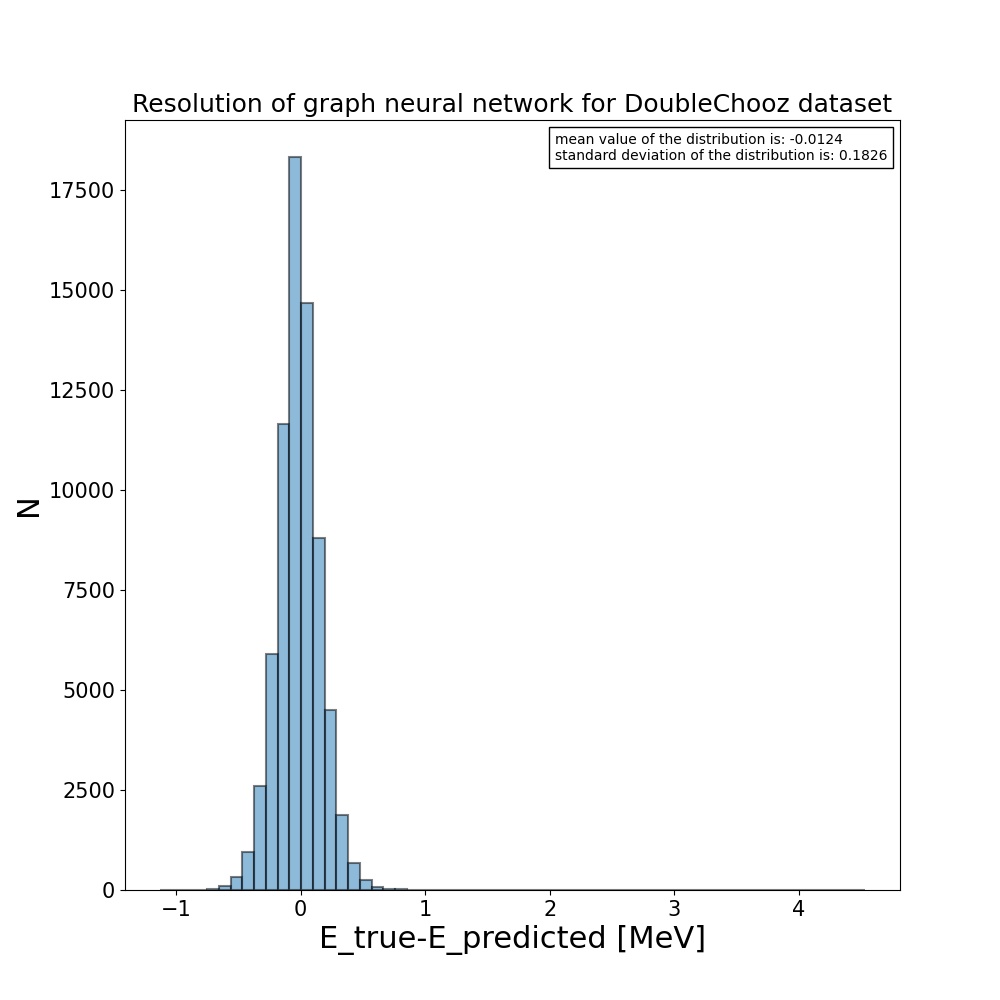 Resolution of graph neural network for DoubleChooz dataset
mean value of the distribution is: -0.0124
standard deviation of the distribution is: 0.1826
17500
15000
12500
10000
7500
5000
2500
0
N
−1 0 1 2 3 4
E_true-E_predicted [MeV]